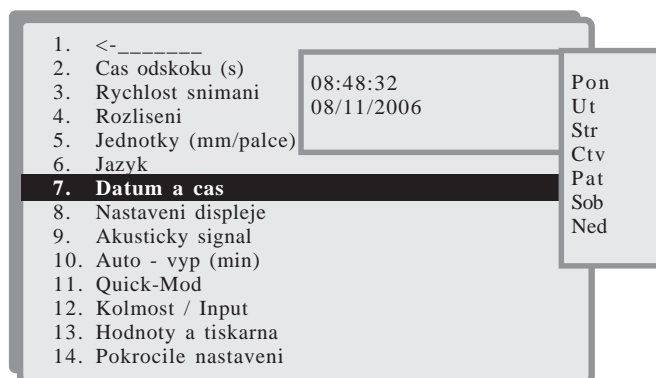 1. <-_______
2. Cas odskoku (s)
3. Rychlost snimani
4. Rozliseni
5. Jednotky (mm/palce)
6. Jazyk
7. Datum a cas
8. Nastaveni displeje
9. Akusticky signal
10. Auto - vyp (min)
11. Quick-Mod
12. Kolmost / Input
13. Hodnoty a tiskarna
14. Pokrocile nastaveni
08:48:32
08/11/2006
Pon
Ut
Str
Ctv
Pat
Sob
Ned